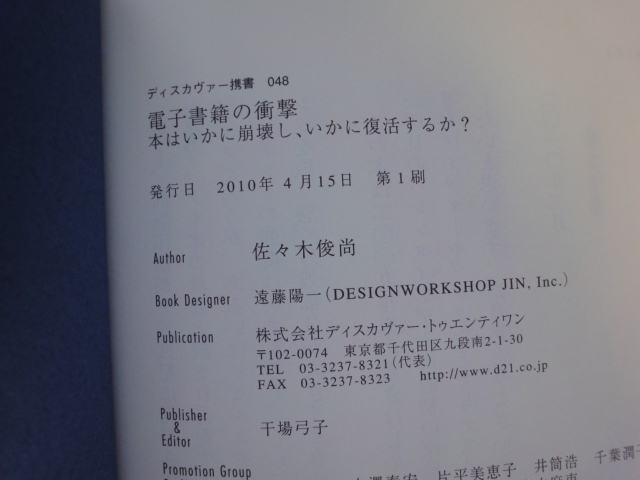 ディスカヴァー携書 048
電子書籍の衝撃
本はいかに崩壊し、いかに復活するか?
発行日 2010年4月15日 第1刷
Author 佐々木俊尚
Book Designer 遠藤陽一(DESIGNWORKSHOP JIN, Inc.)
Publication 株式会社ディスカヴァー・トゥエンティワン
〒102-0074 東京都千代田区九段南2-1-30
TEL 03-3237-8321(代表)
FAX 03-3237-8323 http://www.d21.co.jp
Publisher
&
Editor 干場弓子
Promotion Group
片平美恵子 井筒浩 千葉潤子